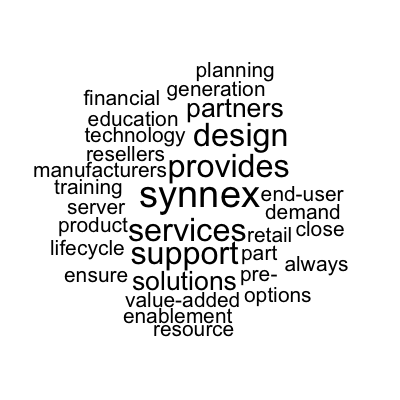 planning
financial generation
education partners
technology design
resellers
manufacturers provides
training synnex end-user
server demand
product services retail close
lifecycle support part
ensure solutions pre- always
value-added options
enablement
resource